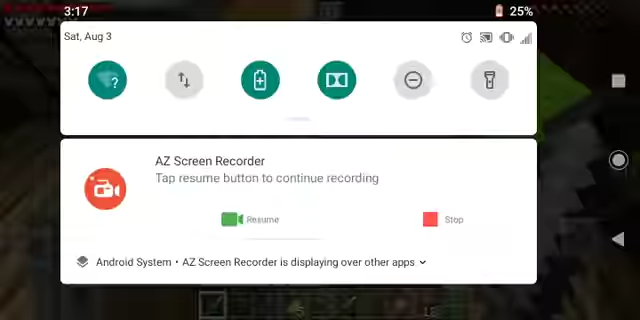 3:17
25%
Sat, Aug 3
?
AZ Screen Recorder
Tap resume button to continue recording
Resume
Stop
Android System • AZ Screen Recorder is displaying over other apps